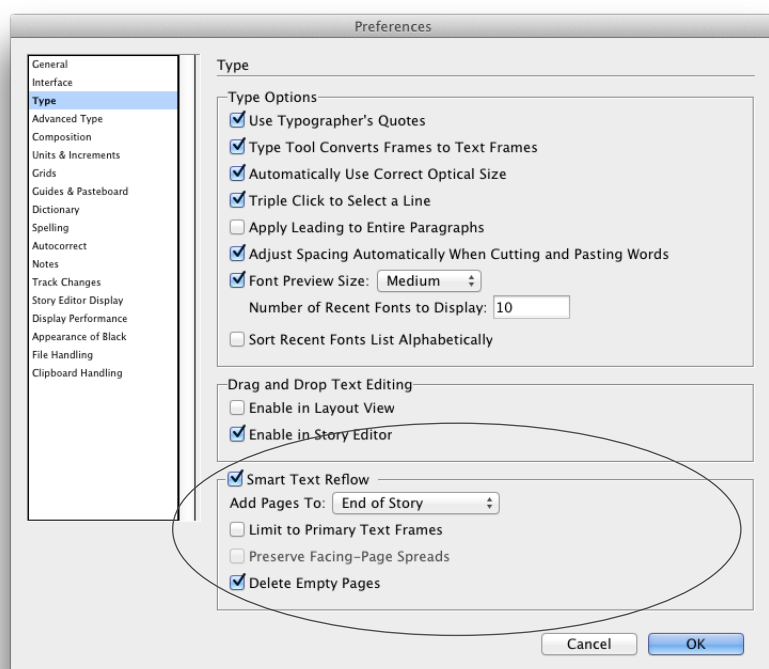 Preferences
General
Interface
Type
Advanced Type
Composition
Units & Increments
Grids
Guides & Pasteboard
Dictionary
Spelling
Autocorrect
Notes
Track Changes
Story Editor Display
Display Performance
Appearance of Black
File Handling
Clipboard Handling
Type
Type Options
Use Typographer's Quotes
Type Tool Converts Frames to Text Frames
Automatically Use Correct Optical Size
Triple Click to Select a Line
Apply Leading to Entire Paragraphs
Adjust Spacing Automatically When Cutting and Pasting Words
Font Preview Size: Medium
Number of Recent Fonts to Display: 10
Sort Recent Fonts List Alphabetically
Drag and Drop Text Editing
Enable in Layout View
Enable in Story Editor
Smart Text Reflow
Add Pages To: End of Story
Limit to Primary Text Frames
Preserve Facing-Page Spreads
Delete Empty Pages
Cancel OK